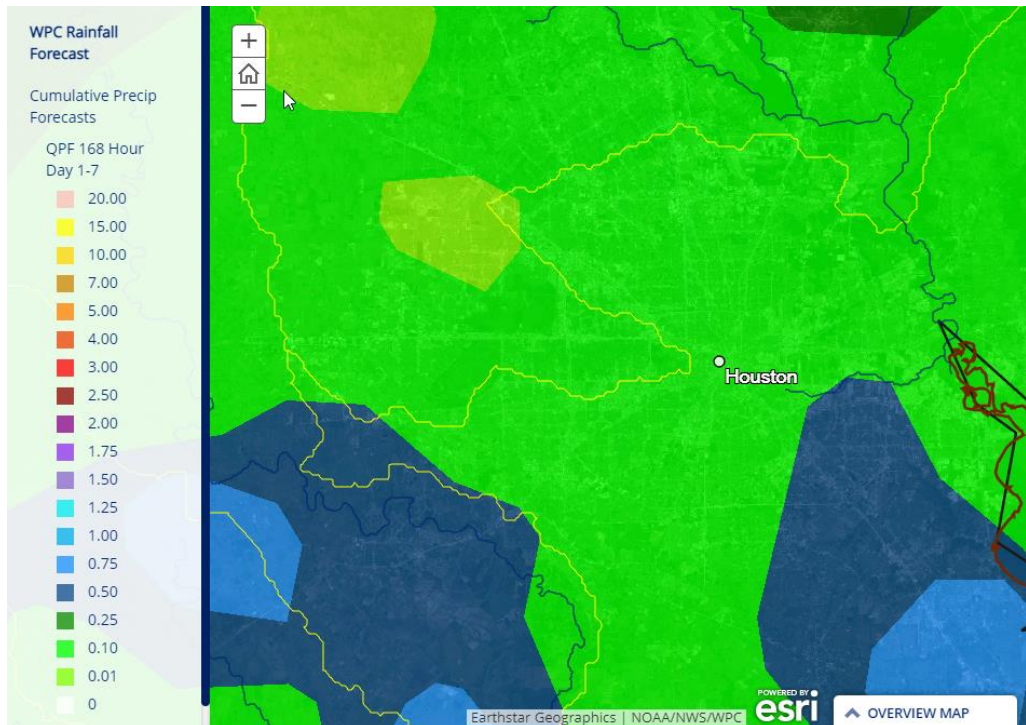 WPC Rainfall
Forecast
Cumulative Precip
Forecasts
QPF 168 Hour
Day 1-7
20.00
15.00
10.00
7.00
5.00
4.00
3.00
2.50
2.00
1.75
1.50
1.25
1.00
0.75
0.50
0.25
0.10
0.01
0
Houston
Earthstar Geographics | NOAA/NWS/WPC
POWERED BY
esri
OVERVIEW MAP